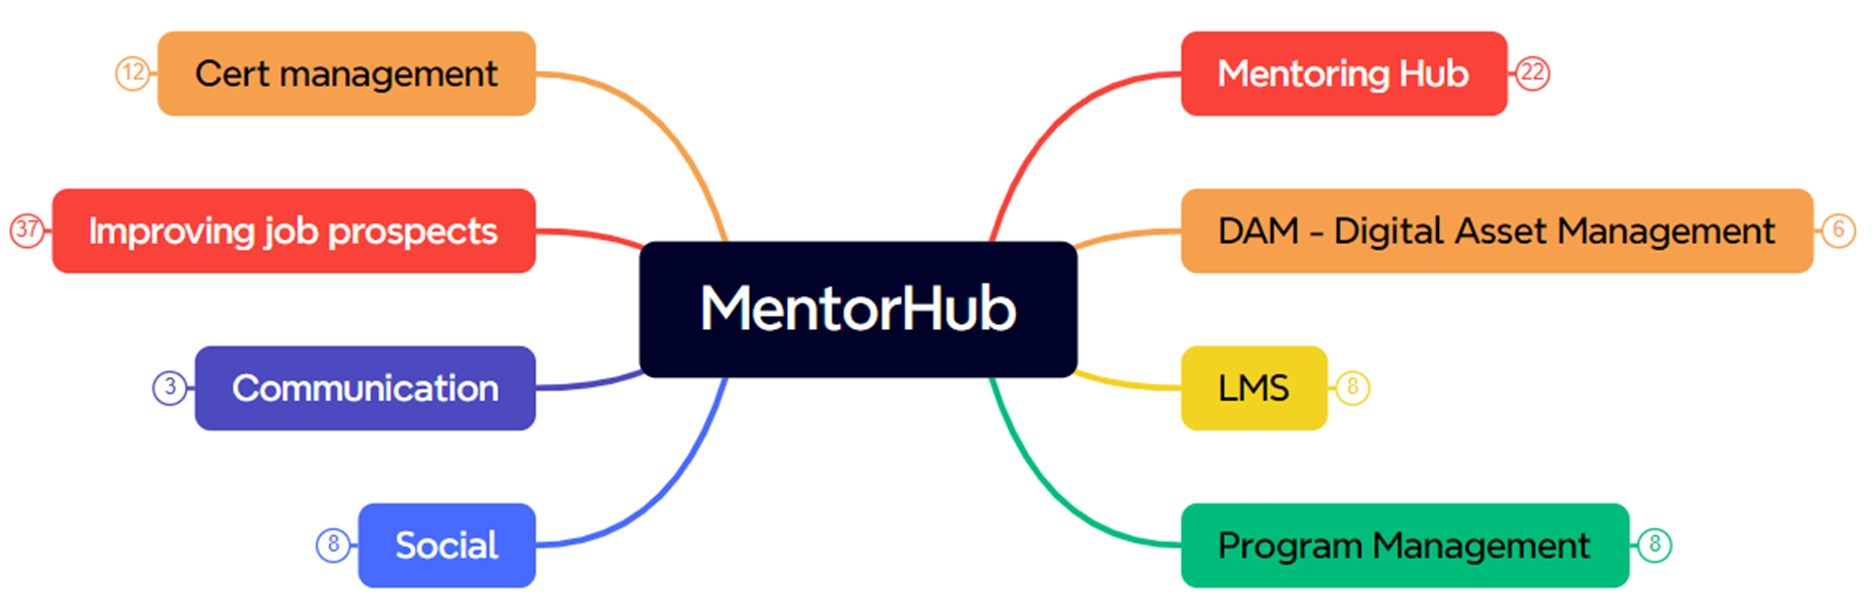 12 Cert management
37 Improving job prospects
3 Communication
8 Social
MentorHub
Mentoring Hub 22
DAM - Digital Asset Management 6
LMS 8
Program Management 8